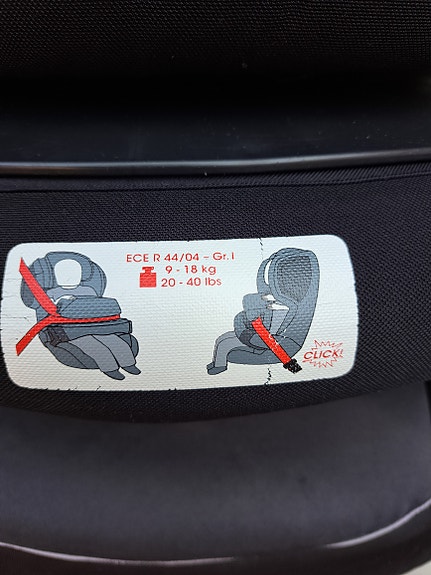 ECE R 44/04 - Gr. I
9 - 18 kg
20 - 40 lbs
CLICK!